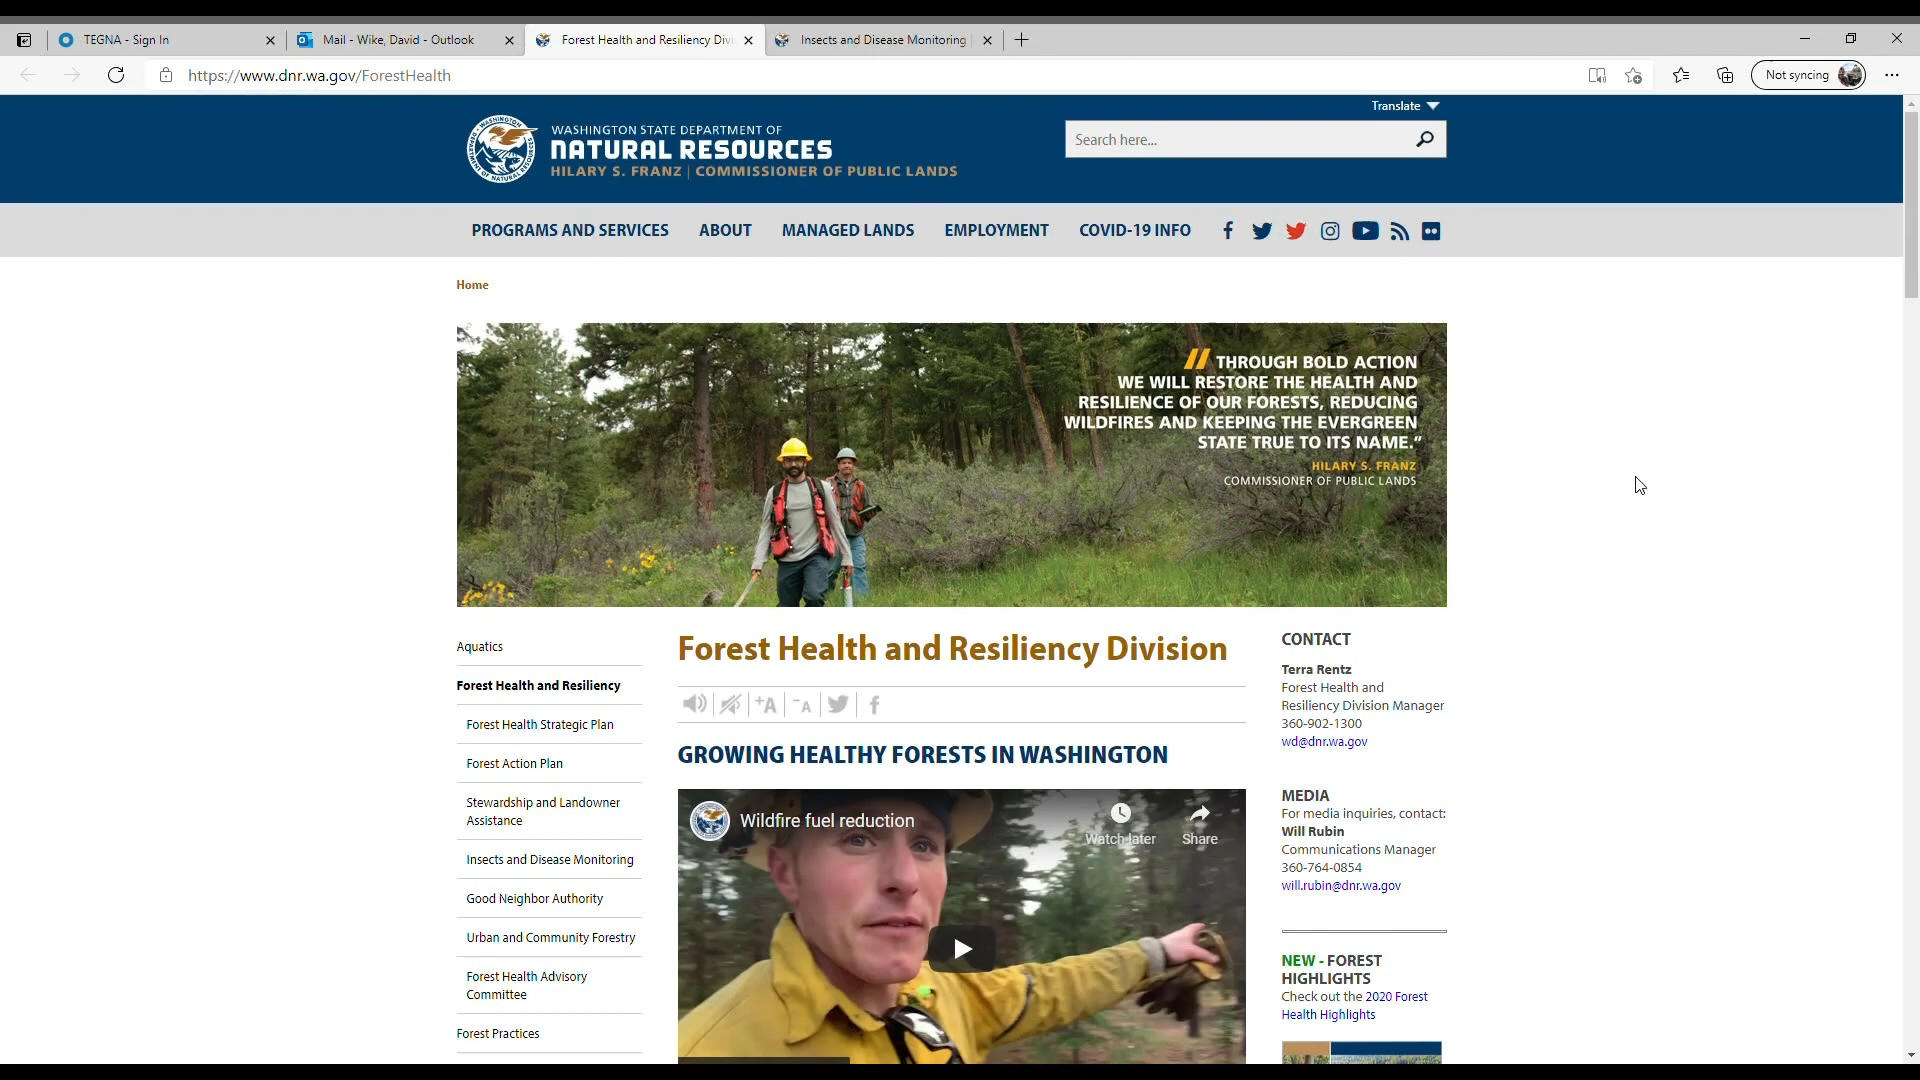 TEGNA - Sign In
Mail - Wike, David - Outlook
Forest Health and Resiliency Div
Insects and Disease Monitoring
https://www.dnr.wa.gov/ForestHealth
Not syncing
Translate
WASHINGTON STATE DEPARTMENT OF
NATURAL RESOURCES
HILARY S. FRANZ | COMMISSIONER OF PUBLIC LANDS
Search here...
PROGRAMS AND SERVICES
ABOUT
MANAGED LANDS
EMPLOYMENT
COVID-19 INFO
Home
THROUGH BOLD ACTION
WE WILL RESTORE THE HEALTH AND
RESILIENCE OF OUR FORESTS, REDUCING
WILDFIRES AND KEEPING THE EVERGREEN
STATE TRUE TO ITS NAME."
HILARY S. FRANZ
COMMISSIONER OF PUBLIC LANDS
Aquatics
Forest Health and Resiliency
Forest Health Strategic Plan
Forest Action Plan
Stewardship and Landowner
Assistance
Insects and Disease Monitoring
Good Neighbor Authority
Urban and Community Forestry
Forest Health Advisory
Committee
Forest Practices
Forest Health and Resiliency Division
+A
-A
GROWING HEALTHY FORESTS IN WASHINGTON
Wildfire fuel reduction
Watch later
Share
CONTACT
Terra Rentz
Forest Health and
Resiliency Division Manager
360-902-1300
wd@dnr.wa.gov
MEDIA
For media inquiries, contact:
Will Rubin
Communications Manager
360-764-0854
will.rubin@dnr.wa.gov
NEW - FOREST
HIGHLIGHTS
Check out the 2020 Forest
Health Highlights